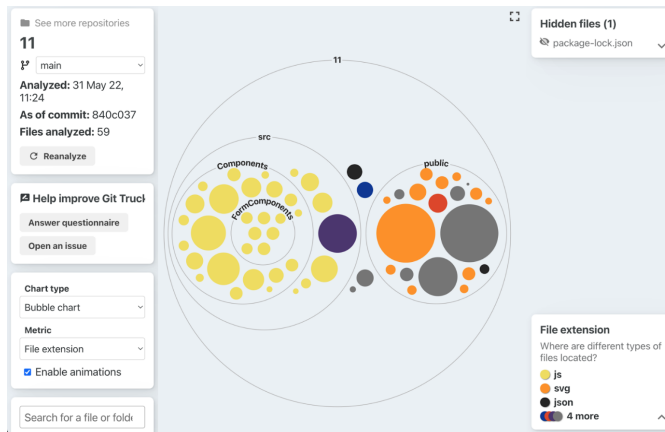 See more repositories
11
main
Analyzed: 31 May 22,
11:24
As of commit: 840c037
Files analyzed: 59
Reanalyze
Help improve Git Truck
Answer questionnaire
Open an issue
Chart type
Bubble chart
Metric
File extension
Enable animations
Search for a file or folde
11
src
Components
FormComponents
public
Hidden files (1)
package-lock.json
File extension
Where are different types of
files located?
js
svg
json
4 more